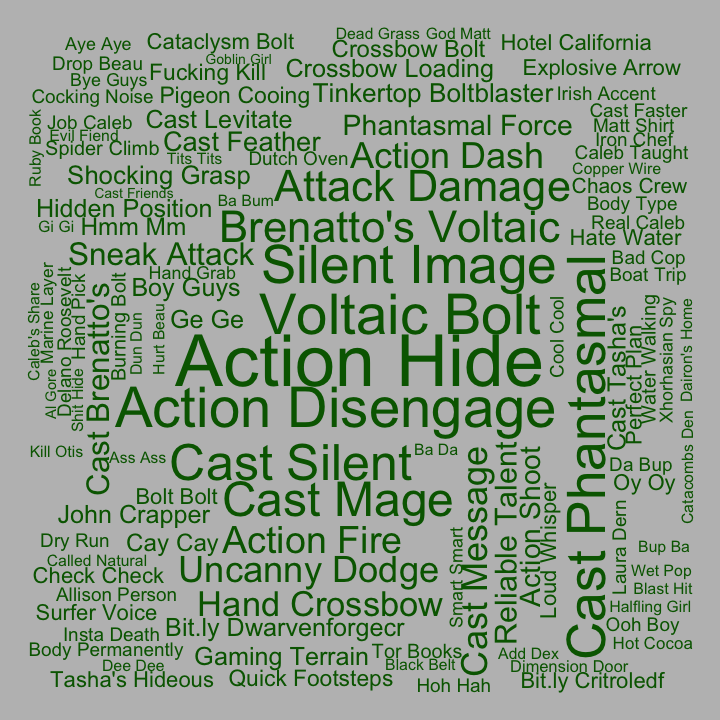 Dead Grass
God Matt
Aye Aye
Cataclysm Bolt
Crossbow Bolt
Hotel California
Goblin Girl
Drop Beau
Bye Guys
Fucking Kill
Crossbow Loading
Explosive Arrow
Cocking Noise
Pigeon Cooing
Tinkertop Boltblaster
Irish Accent
Ruby Book
Job Caleb
Cast Levitate
Phantasmal Force
Cast Faster
Matt Shirt
Evil Fiend
Spider Climb
Cast Feather
Iron Chef
Caleb Taught
Tits Tits
Dutch Oven
Action Dash
Shocking Grasp
Copper Wire
Cast Friends
Attack Damage
Chaos Crew
Hidden Position
Ba Bum
Body Type
Gi Gi
Hmm Mm
Brenatto's Voltaic
Real Caleb
Hate Water
Sneak Attack
Silent Image
Bad Cop
Hand Grab
Boat Trip
Boy Guys
Caleb's Share
Marine Layer
Al Gore
Delano Roosevelt
Hand Pick
Shit Hide
Cast Brenatto's
Burning Bolt
Dun Dun
Hurt Beau
Ge Ge
Voltaic Bolt
Cool Cool
Action Hide
Cast Phantasmal
Cast Tasha's
Perfect Plan
Water Walking
Xhorhasian Spy
Dairon's Home
Catacombs Den
Action Disengage
Kill Otis
Ass Ass
Cast Silent
Ba Da
Da Bup
Oy Oy
Bolt Bolt
Cast Mage
Cast Message
Reliable Talent
Action Shoot
Loud Whisper
Smart Smart
Laura Dern
John Crapper
Dry Run
Cay Cay
Action Fire
Bup Ba
Called Natural
Check Check
Uncanny Dodge
Wet Pop
Blast Hit
Allison Person
Hand Crossbow
Halfling Girl
Surfer Voice
Insta Death
Bit.ly Dwarvenforgecr
Ooh Boy
Hot Cocoa
Body Permanently
Gaming Terrain
Tor Books
Add Dex
Dee Dee
Black Belt
Dimension Door
Tasha's Hideous
Quick Footsteps
Hoh Hah
Bit.ly Critroledf